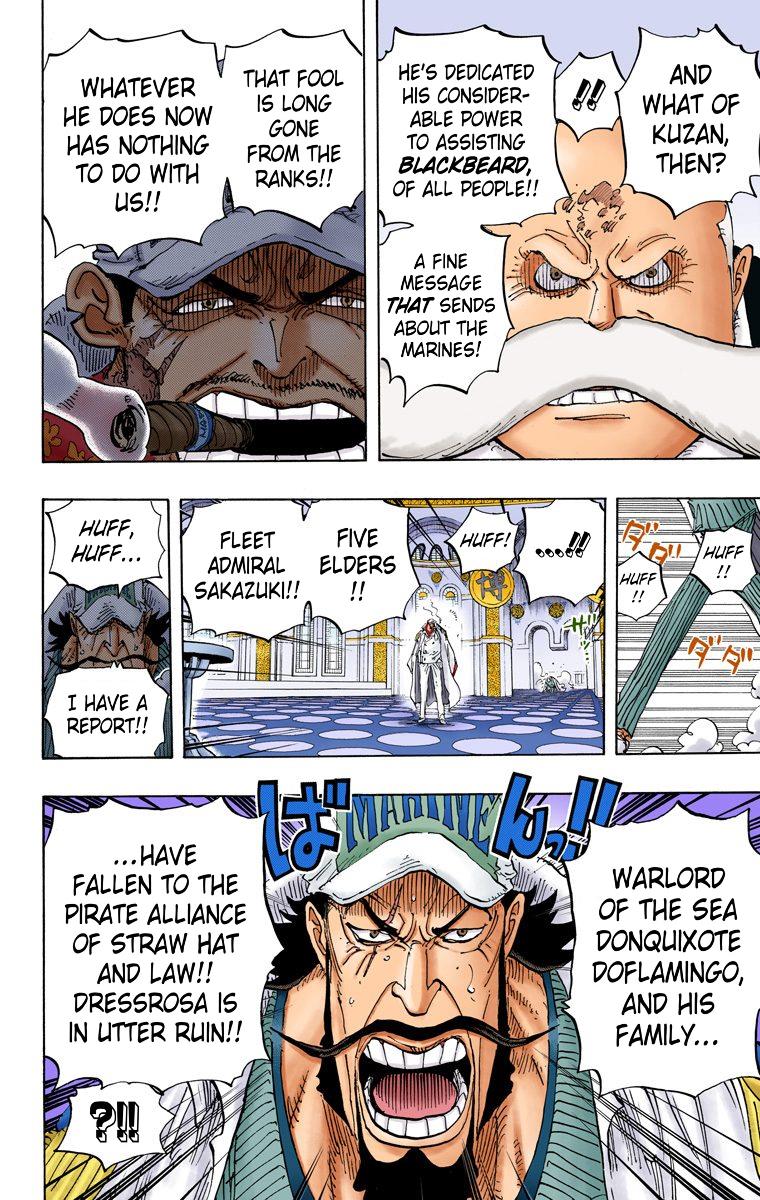 AND
WHAT OF
KUZAN,
THEN?
!!
HE'S DEDICATED
HIS CONSIDER-
ABLE POWER
TO ASSISTING
BLACKBEARD,
OF ALL PEOPLE!!
A FINE
MESSAGE
THAT SENDS
ABOUT THE
MARINES!
THAT FOOL
IS LONG
GONE
FROM THE
RANKS!!
WHATEVER
HE DOES NOW
HAS NOTHING
TO DO WITH
US!!
ダダ
HUFF
!!
HUFF
!!
ダダ
....!!
HUFF!
FIVE
ELDERS
!!
FLEET
ADMIRAL
SAKAZUKI!!
HUFF,
HUFF...
I HAVE A
REPORT!!
ばんっ!!
MARINE
WARLORD
OF THE SEA
DONQUIXOTE
DOFLAMINGO,
AND HIS
FAMILY...
...HAVE
FALLEN TO THE
PIRATE ALLIANCE
OF STRAW HAT
AND LAW!!
DRESSROSA IS
IN UTTER RUIN!!
?!!